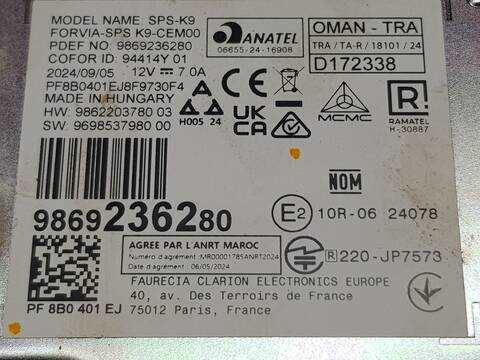 MODEL NAME: SPS-K9
FORVIA-SPS K9-CEM00
PDEF NO: 9869236280
COFOR ID: 94414Y 01
2024/09/05 12V⎓ 7.0A
PF8B0401EJ8F9730F4
MADE IN HUNGARY
HW: 9862203780 03
SW: 9698537980 00
ANATEL
06655-24-16908
OMAN - TRA
TRA / TA-R / 18101 / 24
D172338
H005 24
UK
CA
CE
MCMC
R!
RAMATEL
H-30887
NOM
9869236280
E2 10R-06 24078
AGREE PAR L'ANRT MAROC
Numéro d'agrément: MR00001785ANRT2024
Date d'agrément : 06/05/2024
R 220-JP7573
PF 8B0 401 EJ
FAURECIA CLARION ELECTRONICS EUROPE
40, av. Des Terroirs de France
75012 Paris, France